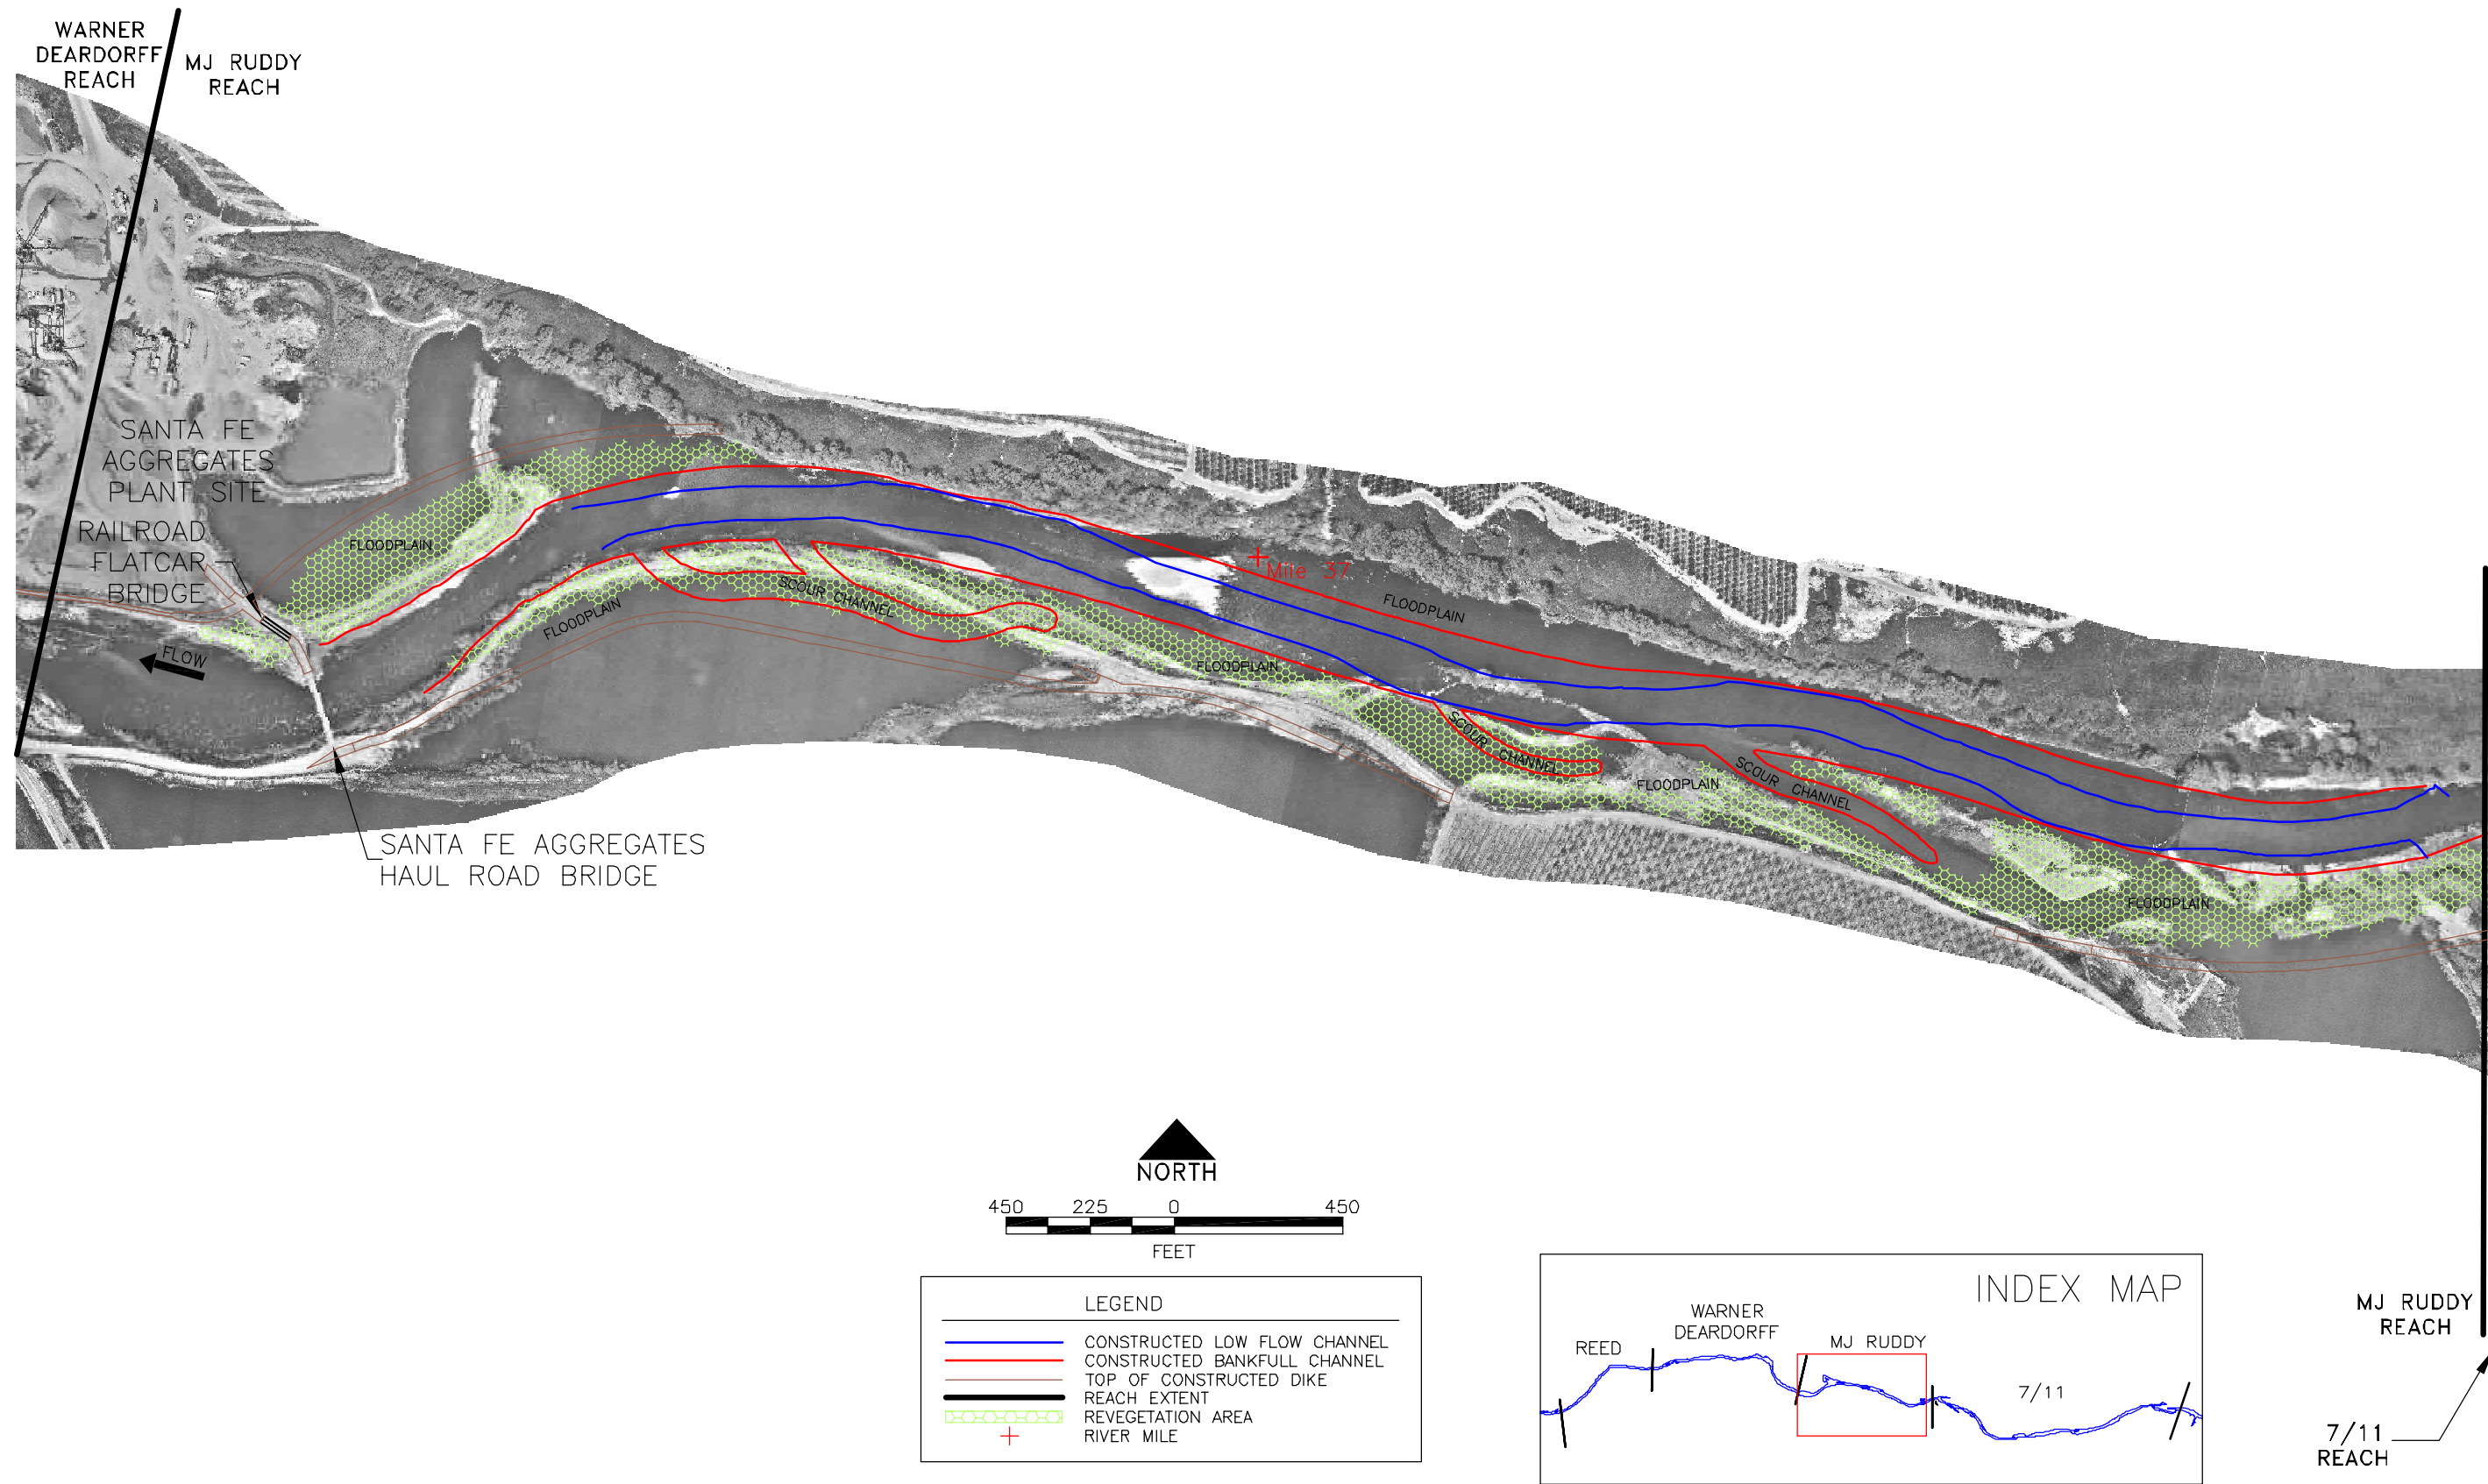 WARNER
DEARDORFF
REACH
MJ RUDDY
REACH
SANTA FE
AGGREGATES
PLANT SITE
RAILROAD
FLATCAR
BRIDGE
FLOODPLAIN
FLOW
FLOODPLAIN
SCOUR CHANNEL
Mile 37
FLOODPLAIN
FLOODPLAIN
SCOUR CHANNEL
FLOODPLAIN
SCOUR CHANNEL
FLOODPLAIN
SANTA FE AGGREGATES
HAUL ROAD BRIDGE
NORTH
450 225 0 450
FEET
LEGEND
CONSTRUCTED LOW FLOW CHANNEL
CONSTRUCTED BANKFULL CHANNEL
TOP OF CONSTRUCTED DIKE
REACH EXTENT
REVEGETATION AREA
RIVER MILE
INDEX MAP
REED
WARNER
DEARDORFF
MJ RUDDY
7/11
MJ RUDDY
REACH
7/11
REACH